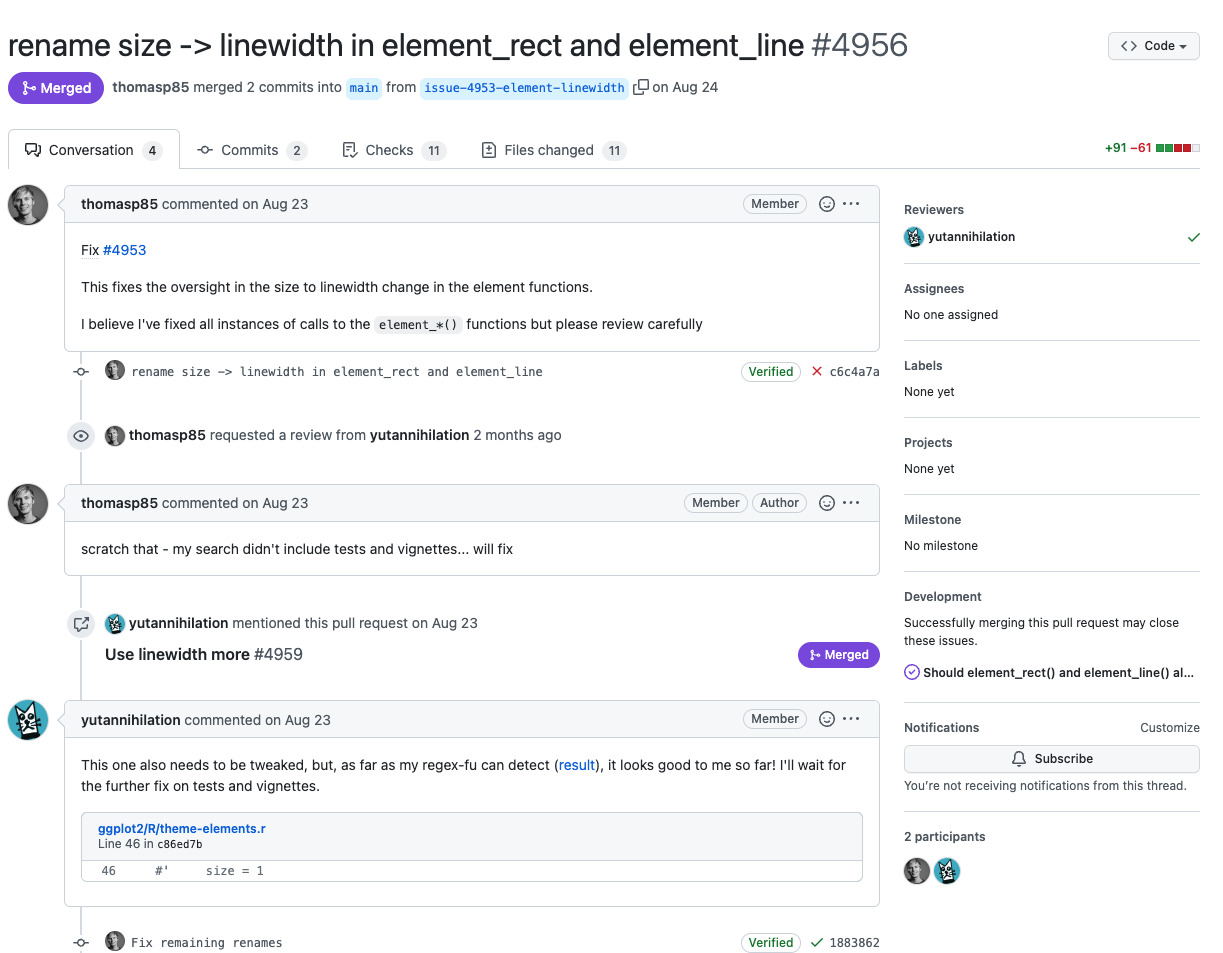 rename size -> linewidth in element_rect and element_line #4956
Code
Merged
thomasp85 merged 2 commits into main from issue-4953-element-linewidth on Aug 24
Conversation 4
Commits 2
Checks 11
Files changed 11
+91 −61
thomasp85 commented on Aug 23
Member
Fix #4953
This fixes the oversight in the size to linewidth change in the element functions.
I believe I've fixed all instances of calls to the element_*() functions but please review carefully
rename size -> linewidth in element_rect and element_line
Verified
c6c4a7a
thomasp85 requested a review from yutannihilation 2 months ago
thomasp85 commented on Aug 23
Member
Author
scratch that - my search didn't include tests and vignettes... will fix
yutannihilation mentioned this pull request on Aug 23
Use linewidth more #4959
Merged
yutannihilation commented on Aug 23
Member
This one also needs to be tweaked, but, as far as my regex-fu can detect (result), it looks good to me so far! I'll wait for
the further fix on tests and vignettes.
ggplot2/R/theme-elements.r
Line 46 in c86ed7b
46 #' size = 1
Fix remaining renames
Verified
1883862
Reviewers
yutannihilation
Assignees
No one assigned
Labels
None yet
Projects
None yet
Milestone
No milestone
Development
Successfully merging this pull request may close
these issues.
Should element_rect() and element_line() al...
Notifications
Customize
Subscribe
You're not receiving notifications from this thread.
2 participants